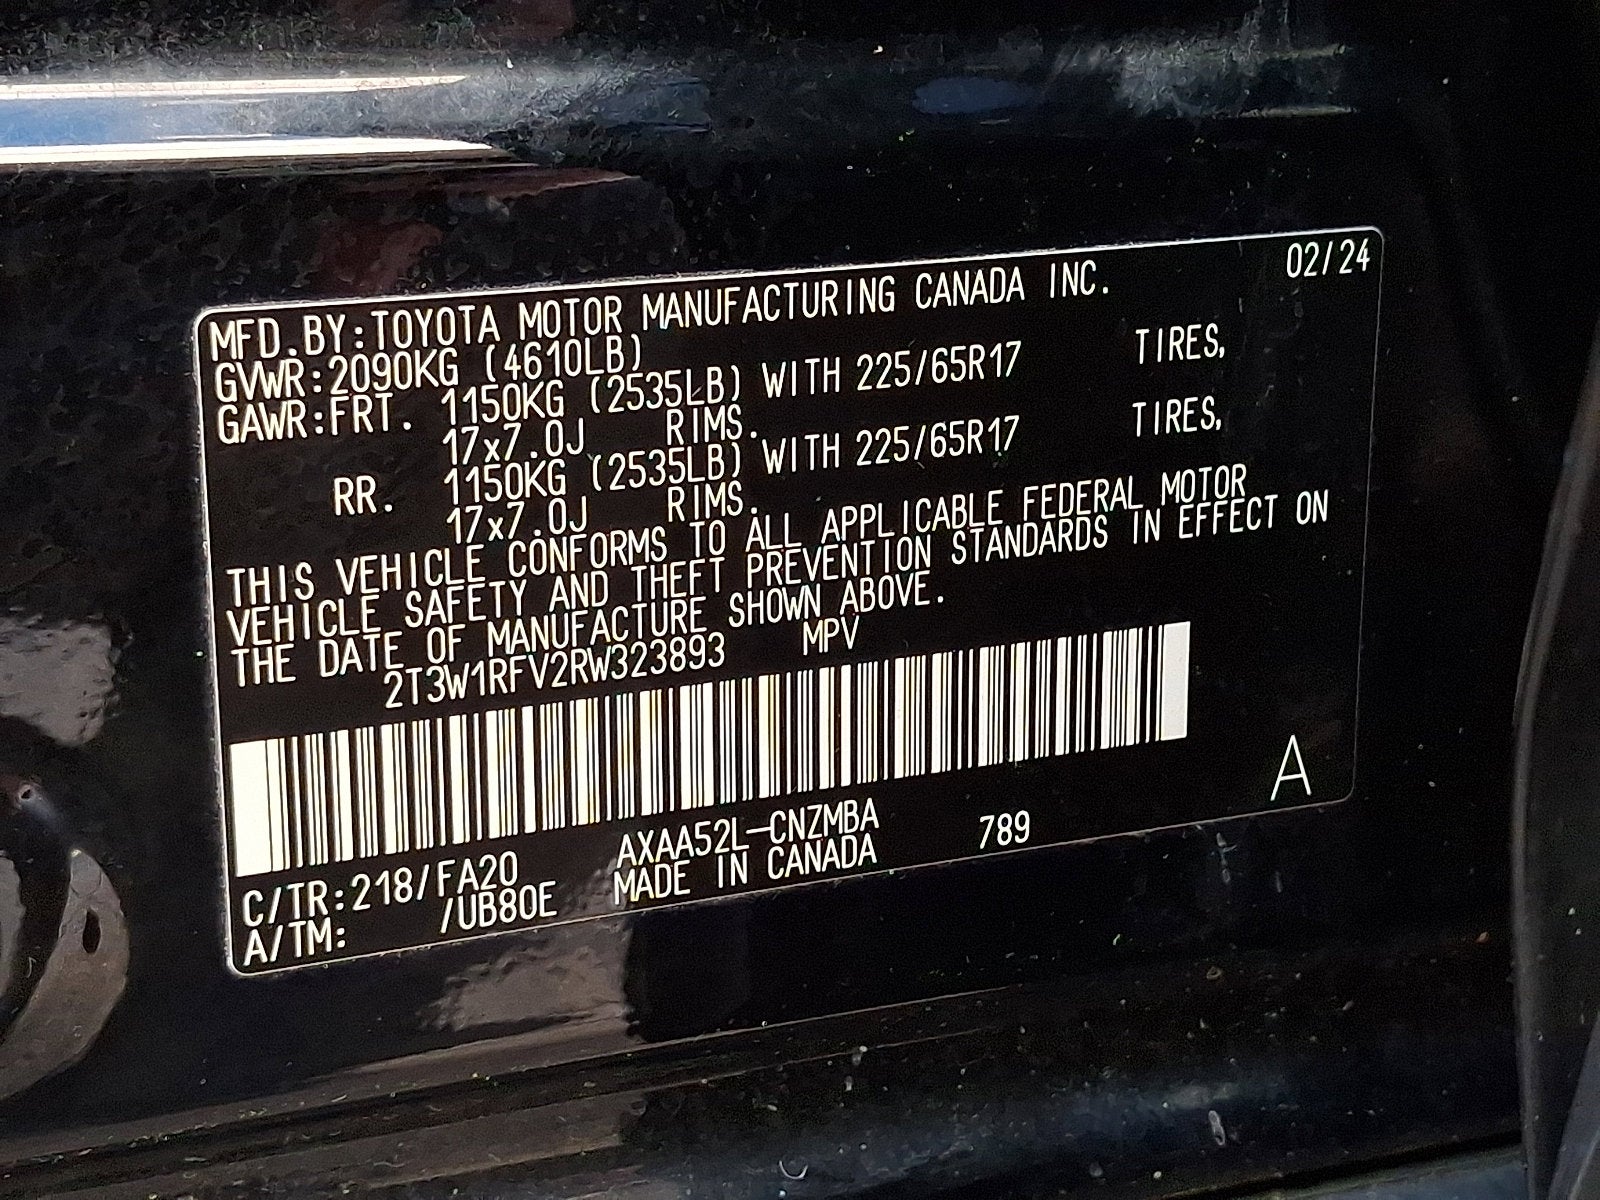 02/24
MFD.BY:TOYOTA MOTOR MANUFACTURING CANADA INC.
GVWR:2090KG (4610LB)
GAWR:FRT. 1150KG (2535LB) WITH 225/65R17 TIRES,
17x7.0J RIMS.
RR. 1150KG (2535LB) WITH 225/65R17 TIRES,
17x7.0J RIMS.
THIS VEHICLE CONFORMS TO ALL APPLICABLE FEDERAL MOTOR
VEHICLE SAFETY AND THEFT PREVENTION STANDARDS IN EFFECT ON
THE DATE OF MANUFACTURE SHOWN ABOVE.
2T3W1RFV2RW323893 MPV
A
C/TR:218/FA20 AXAA52L-CNZMBA 789
A/TM: /UB80E MADE IN CANADA